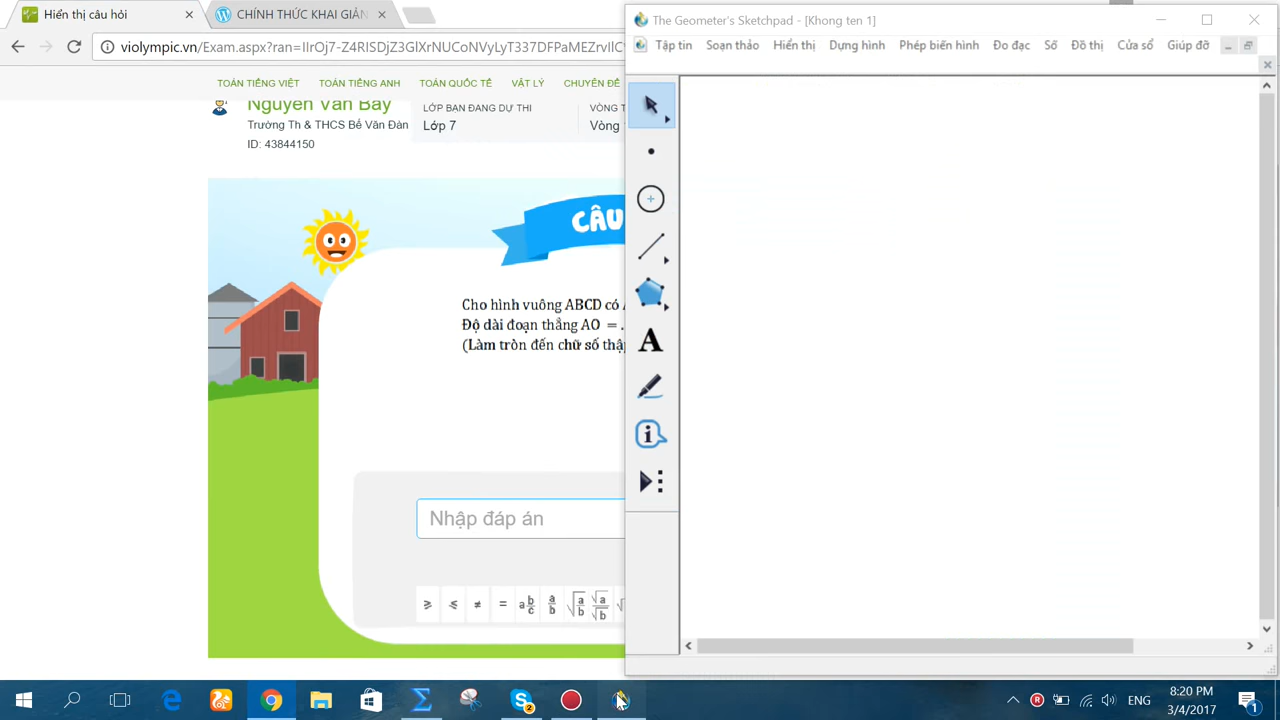 Hiển thị câu hỏi
CHÍNH THỨC KHAI GIẢN
The Geometer's Sketchpad - [Khong ten 1]
violympic.vn/Exam.aspx?ran=IIrOj7-Z4RISDjZ3GlXrNUCoNVyLyT337DFPaMEZrvIlC
Tập tin Soạn thảo Hiển thị Dựng hình Phép biến hình Đo đạc Số Đồ thị Cửa sổ Giúp đỡ
TOÁN TIẾNG VIỆT TOÁN TIẾNG ANH TOÁN QUỐC TẾ VẬT LÝ CHUYÊN ĐỀ
Nguyễn Văn Bay
Trường Th & THCS Bế Văn Đàn
ID: 43844150
LỚP BẠN ĐANG DỰ THI
Lớp 7
VÒNG T
Vòng
CÂU
Cho hình vuông ABCD có
Độ dài đoạn thẳng AO = .
(Làm tròn đến chữ số thập
Nhập đáp án
≥ ≤ ≠ = a b/c a/b √a/b √a/√b
A
i
ENG
8:20 PM
3/4/2017